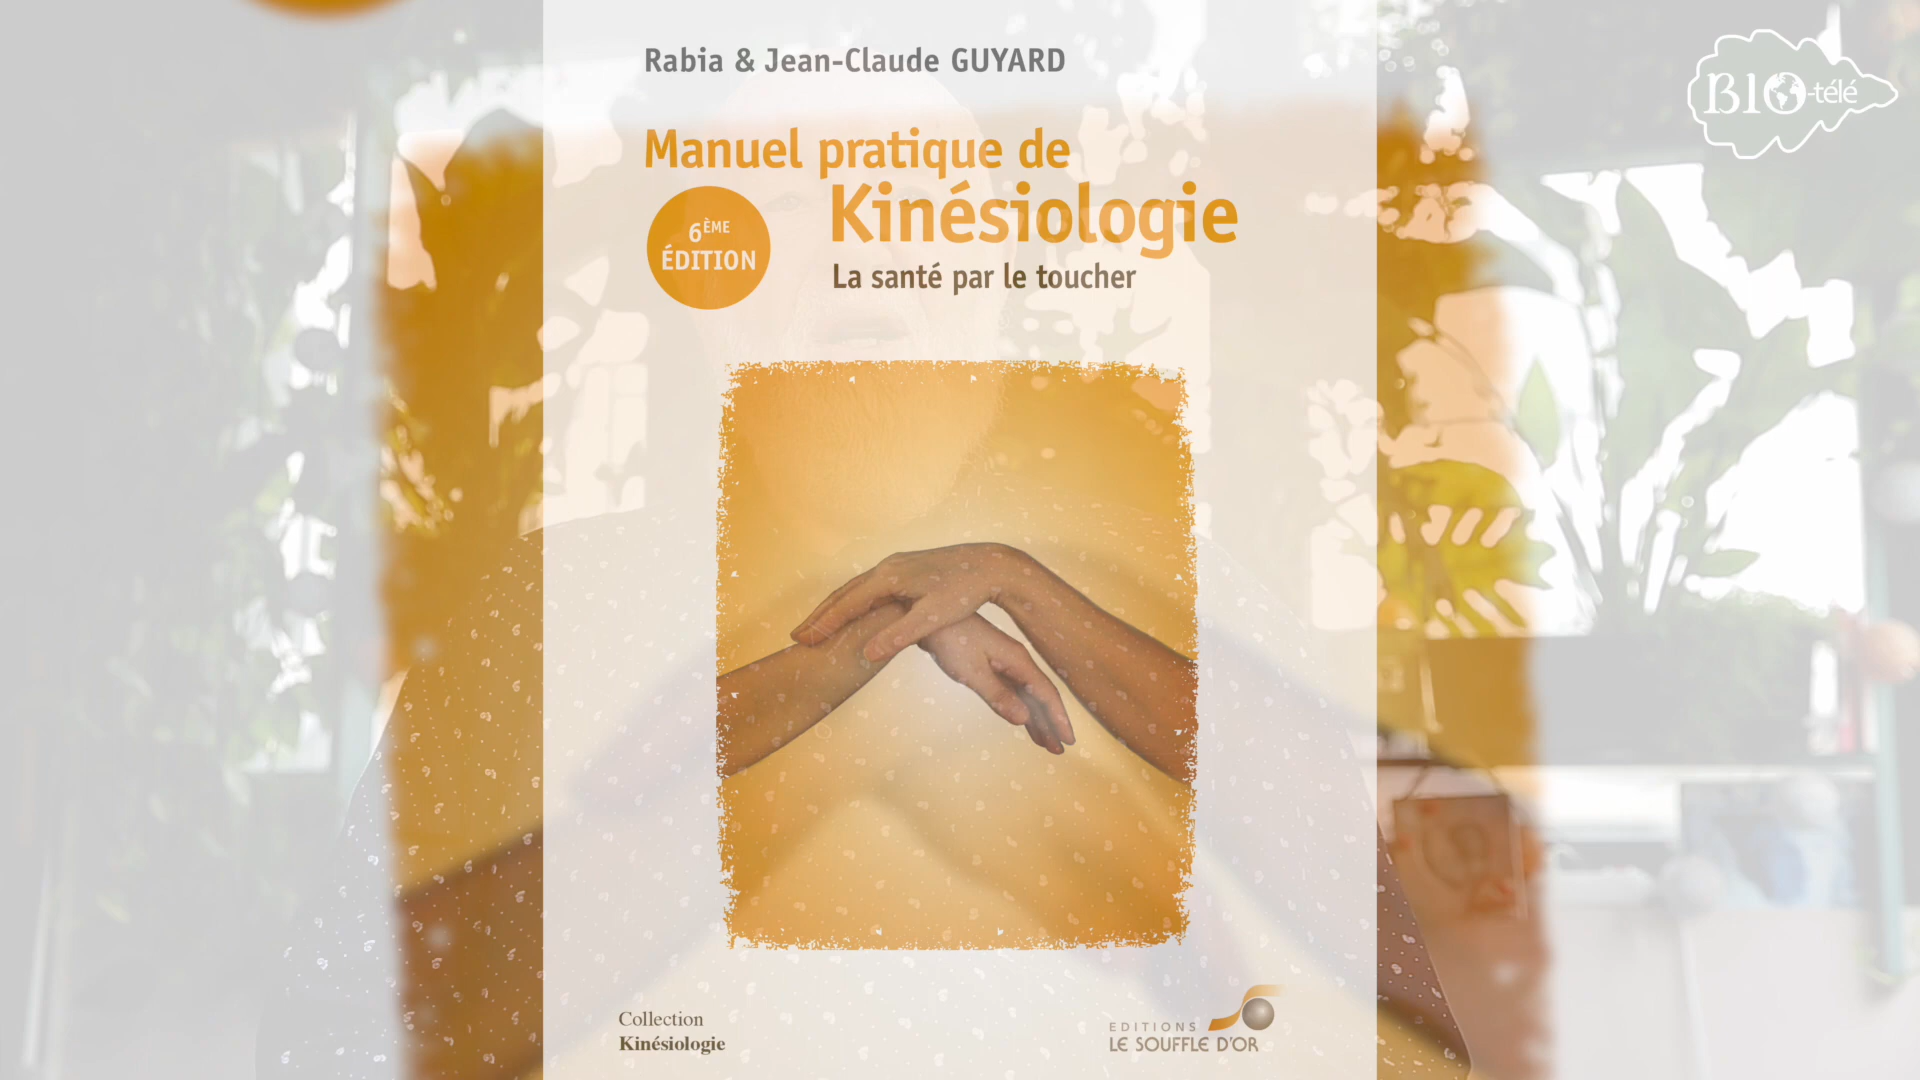 Rabia & Jean-Claude GUYARD
BIO-télé
Manuel pratique de
Kinésiologie
6ÈME
ÉDITION
La santé par le toucher
Collection
Kinésiologie
EDITIONS
LE SOUFFLE D'OR